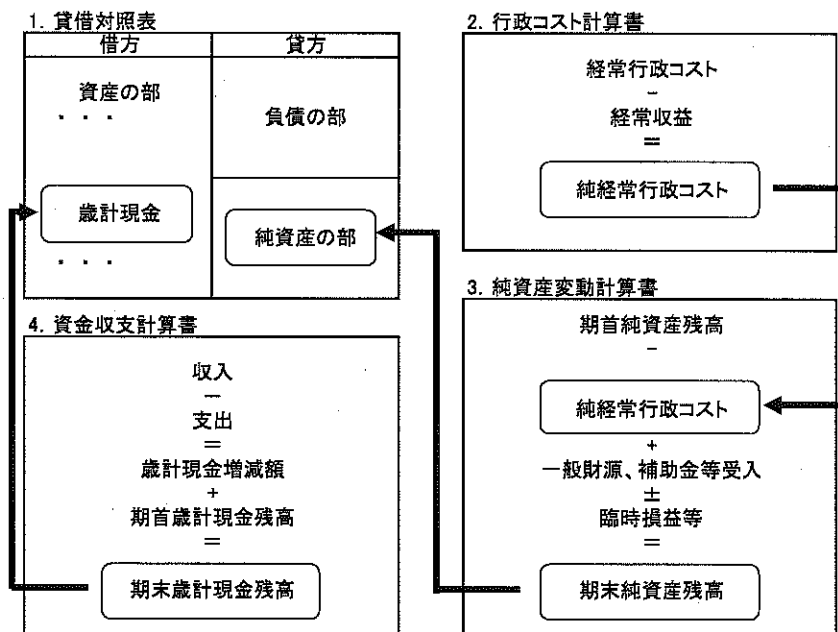 1. 貸借対照表
借方
貸方
資産の部
・ ・ ・
歳計現金
・ ・ ・
負債の部
純資産の部
2. 行政コスト計算書
経常行政コスト
−
経常収益
＝
純経常行政コスト
3. 純資産変動計算書
期首純資産残高
−
純経常行政コスト
+
一般財源、補助金等受入
±
臨時損益等
＝
期末純資産残高
4. 資金収支計算書
収入
−
支出
＝
歳計現金増減額
+
期首歳計現金残高
＝
期末歳計現金残高